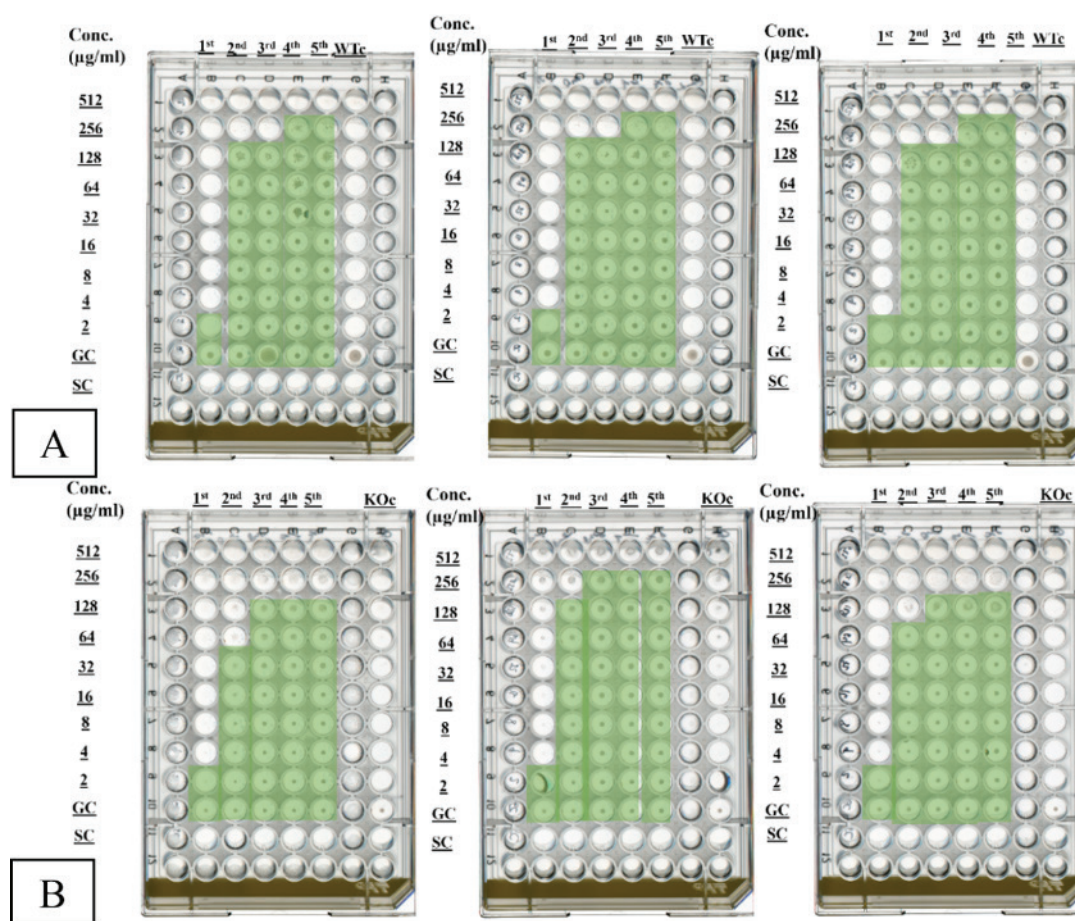 Conc.
(µg/ml)
1st 2nd 3rd 4th 5th WTc
512
256
128
64
32
16
8
4
2
GC
SC
A B C D E F G H
Conc.
(µg/ml)
1st 2nd 3rd 4th 5th WTc
512
256
128
64
32
16
8
4
2
GC
SC
Conc.
(µg/ml)
1st 2nd 3rd 4th 5th WTc
512
256
128
64
32
16
8
4
2
GC
SC
A
Conc.
(µg/ml)
1st 2nd 3rd 4th 5th KOc
512
256
128
64
32
16
8
4
2
GC
SC
Conc.
(µg/ml)
1st 2nd 3rd 4th 5th KOc
512
256
128
64
32
16
8
4
2
GC
SC
Conc.
(µg/ml)
1st 2nd 3rd 4th 5th KOc
512
256
128
64
32
16
8
4
2
GC
SC
B